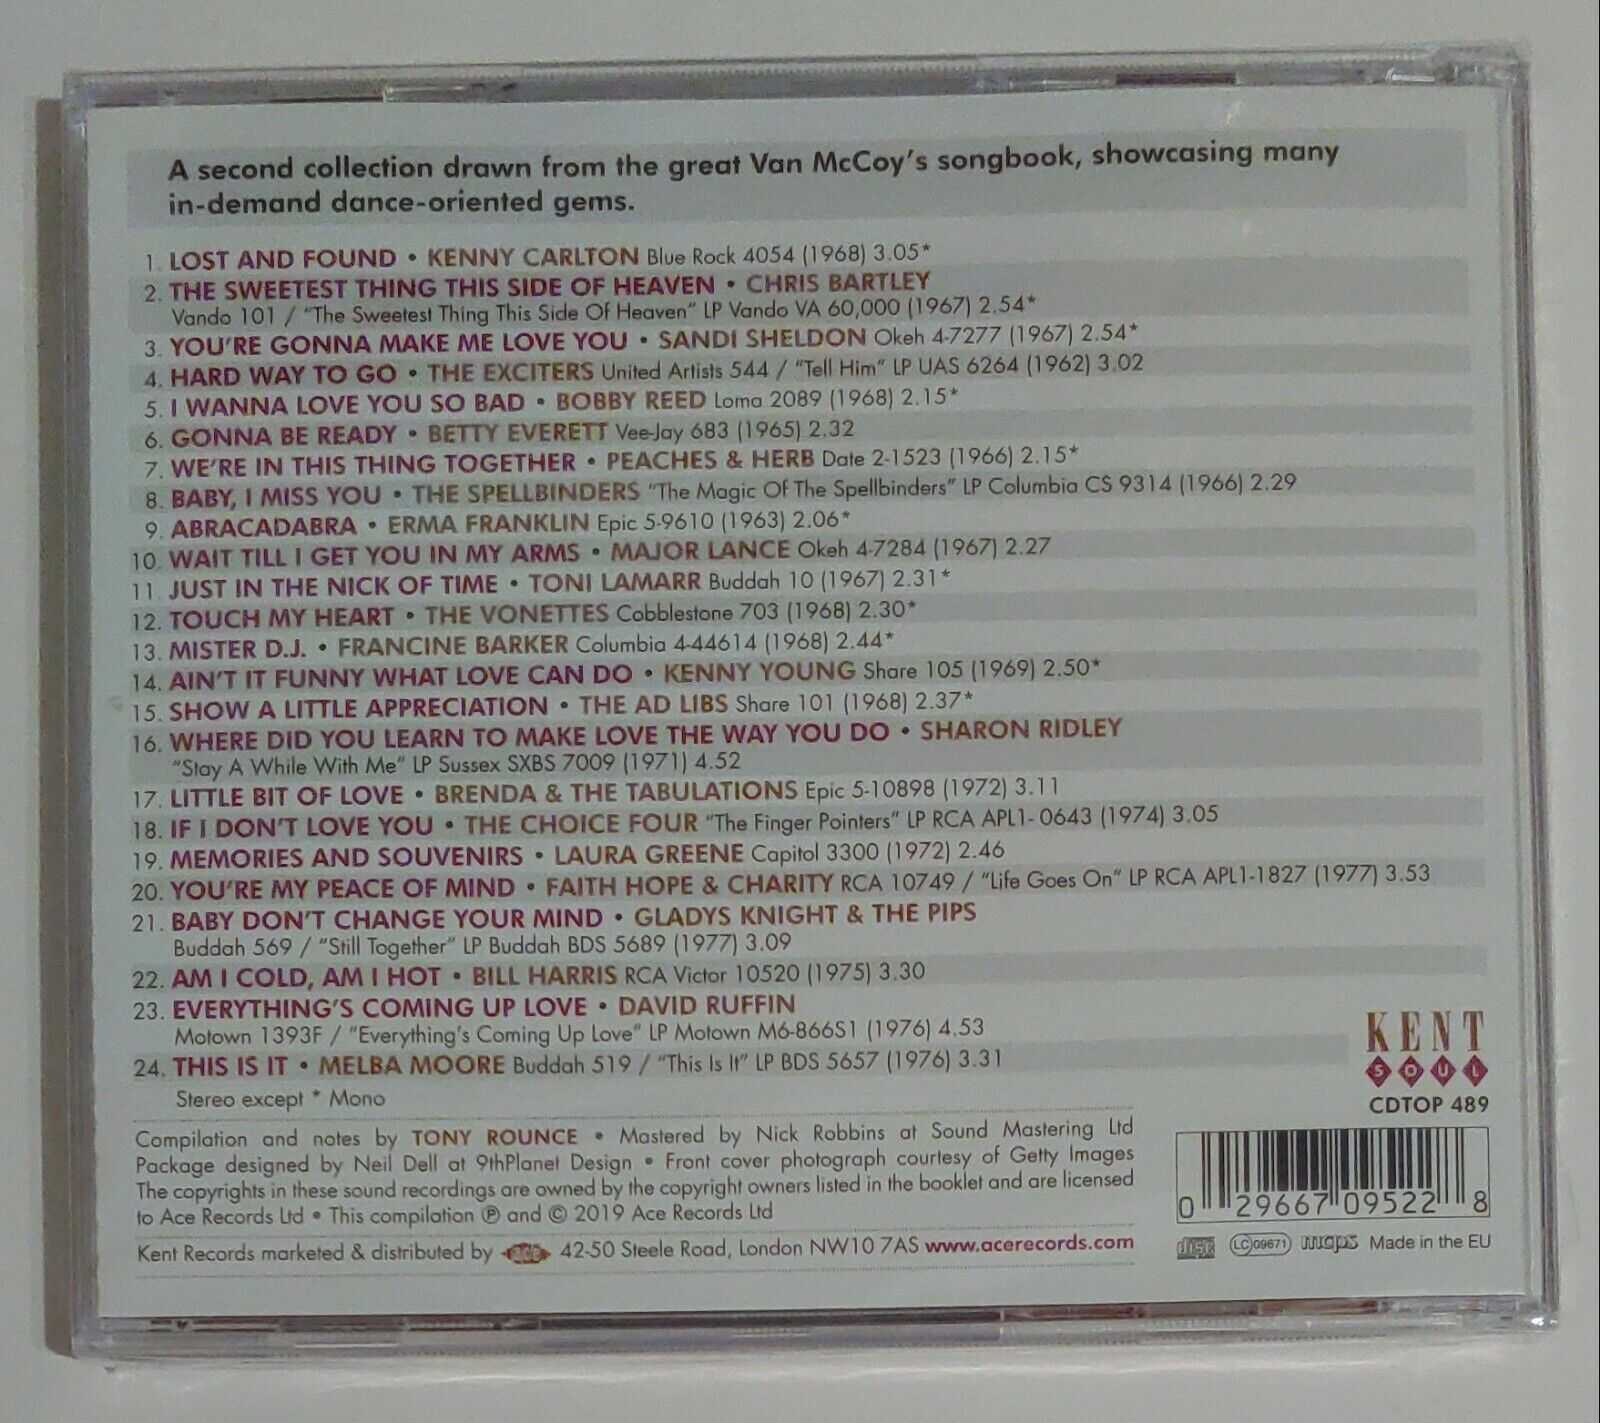 A second collection drawn from the great Van McCoy's songbook, showcasing many
in-demand dance-oriented gems.
1. LOST AND FOUND • KENNY CARLTON Blue Rock 4054 (1968) 3.05*
2. THE SWEETEST THING THIS SIDE OF HEAVEN • CHRIS BARTLEY
Vando 101 / "The Sweetest Thing This Side Of Heaven" LP Vando VA 60,000 (1967) 2.54*
3. YOU'RE GONNA MAKE ME LOVE YOU • SANDI SHELDON Okeh 4-7277 (1967) 2.54*
4. HARD WAY TO GO • THE EXCITERS United Artists 544 / "Tell Him" LP UAS 6264 (1962) 3.02
5. I WANNA LOVE YOU SO BAD • BOBBY REED Loma 2089 (1968) 2.15*
6. GONNA BE READY • BETTY EVERETT Vee-Jay 683 (1965) 2.32
7. WE'RE IN THIS THING TOGETHER • PEACHES & HERB Date 2-1523 (1966) 2.15*
8. BABY, I MISS YOU • THE SPELLBINDERS "The Magic Of The Spellbinders" LP Columbia CS 9314 (1966) 2.29
9. ABRACADABRA • ERMA FRANKLIN Epic 5-9610 (1963) 2.06*
10. WAIT TILL I GET YOU IN MY ARMS • MAJOR LANCE Okeh 4-7284 (1967) 2.27
11. JUST IN THE NICK OF TIME • TONI LAMARR Buddah 10 (1967) 2.31*
12. TOUCH MY HEART • THE VONETTES Cobblestone 703 (1968) 2.30*
13. MISTER D.J. • FRANCINE BARKER Columbia 4-44614 (1968) 2.44*
14. AIN'T IT FUNNY WHAT LOVE CAN DO • KENNY YOUNG Share 105 (1969) 2.50*
15. SHOW A LITTLE APPRECIATION • THE AD LIBS Share 101 (1968) 2.37*
16. WHERE DID YOU LEARN TO MAKE LOVE THE WAY YOU DO • SHARON RIDLEY
"Stay A While With Me" LP Sussex SXBS 7009 (1971) 4.52
17. LITTLE BIT OF LOVE • BRENDA & THE TABULATIONS Epic 5-10898 (1972) 3.11
18. IF I DON'T LOVE YOU • THE CHOICE FOUR "The Finger Pointers" LP RCA APL1- 0643 (1974) 3.05
19. MEMORIES AND SOUVENIRS • LAURA GREENE Capitol 3300 (1972) 2.46
20. YOU'RE MY PEACE OF MIND • FAITH HOPE & CHARITY RCA 10749 / "Life Goes On" LP RCA APL1-1827 (1977) 3.53
21. BABY DON'T CHANGE YOUR MIND • GLADYS KNIGHT & THE PIPS
Buddah 569 / "Still Together" LP Buddah BDS 5689 (1977) 3.09
22. AM I COLD, AM I HOT • BILL HARRIS RCA Victor 10520 (1975) 3.30
23. EVERYTHING'S COMING UP LOVE • DAVID RUFFIN
Motown 1393F / "Everything's Coming Up Love" LP Motown M6-866S1 (1976) 4.53
24. THIS IS IT • MELBA MOORE Buddah 519 / "This Is It" LP BDS 5657 (1976) 3.31
Stereo except * Mono
KENT
SOUL
CDTOP 489
Compilation and notes by TONY ROUNCE • Mastered by Nick Robbins at Sound Mastering Ltd
Package designed by Neil Dell at 9thPlanet Design • Front cover photograph courtesy of Getty Images
The copyrights in these sound recordings are owned by the copyright owners listed in the booklet and are licensed
to Ace Records Ltd • This compilation ℗ and © 2019 Ace Records Ltd
Kent Records marketed & distributed by ACE 42-50 Steele Road, London NW10 7AS www.acerecords.com
0 29667 09522 8
disc LC 09671 mcps Made in the EU